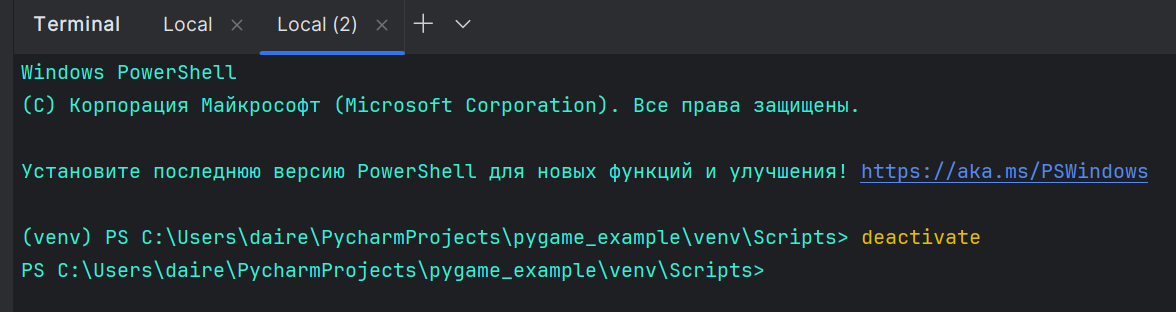 Terminal Local Local (2)
Windows PowerShell
(C) Корпорация Майкрософт (Microsoft Corporation). Все права защищены.
Установите последнюю версию PowerShell для новых функций и улучшения! https://aka.ms/PSWindows
(venv) PS C:\Users\daire\PycharmProjects\pygame_example\venv\Scripts> deactivate
PS C:\Users\daire\PycharmProjects\pygame_example\venv\Scripts>